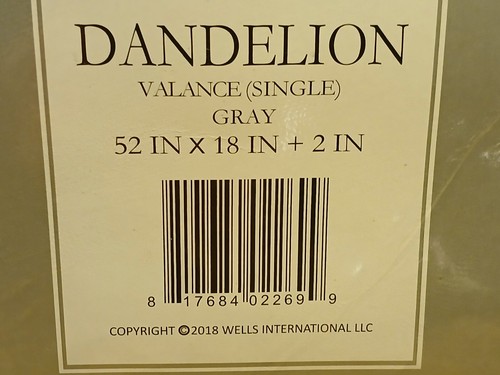 DANDELION
VALANCE (SINGLE)
GRAY
52 IN X 18 IN + 2 IN
8 17684 02269 9
COPYRIGHT ©2018 WELLS INTERNATIONAL LLC